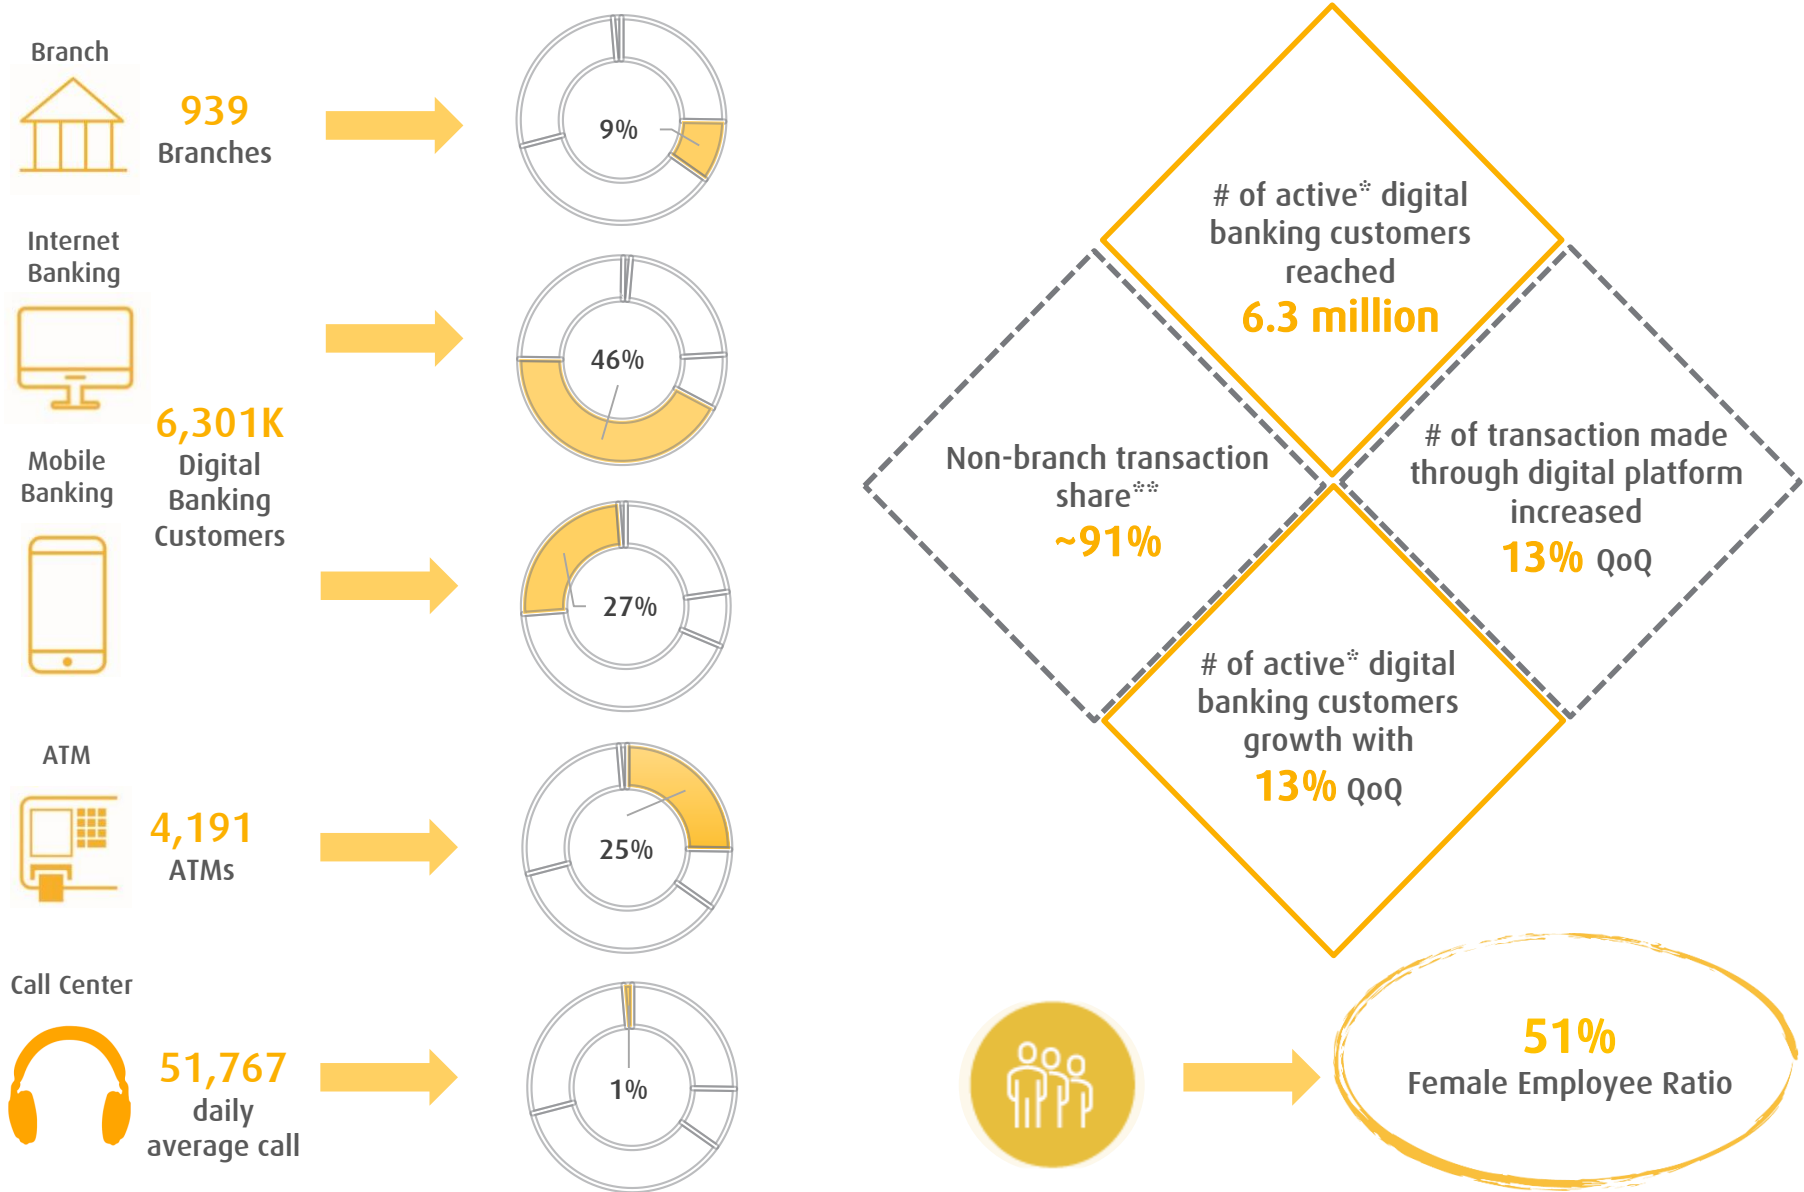 Branch
939
Branches
9%
Internet
Banking
46%
6,301K
Digital
Banking
Customers
Mobile
Banking
27%
ATM
4,191
ATMs
25%
Call Center
51,767
daily
average call
1%
# of active* digital
banking customers
reached
6.3 million
Non-branch transaction
share**
~91%
# of transaction made
through digital platform
increased
13% QoQ
# of active* digital
banking customers
growth with
13% QoQ
51%
Female Employee Ratio